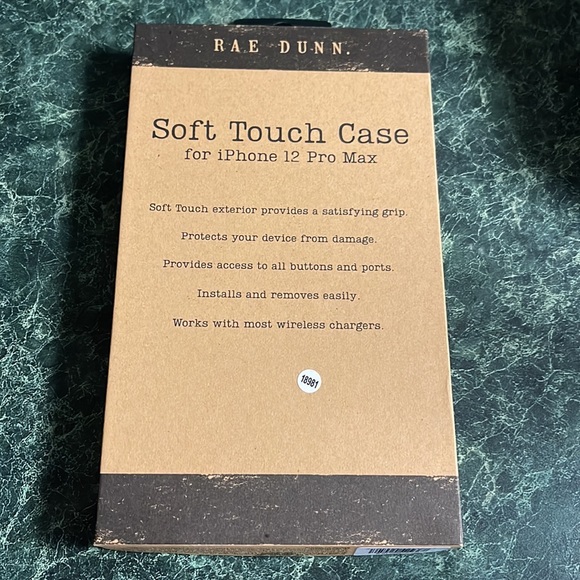 RAE DUNN.
Soft Touch Case
for iPhone 12 Pro Max
Soft Touch exterior provides a satisfying grip.
Protects your device from damage.
Provides access to all buttons and ports.
Installs and removes easily.
Works with most wireless chargers.
18981